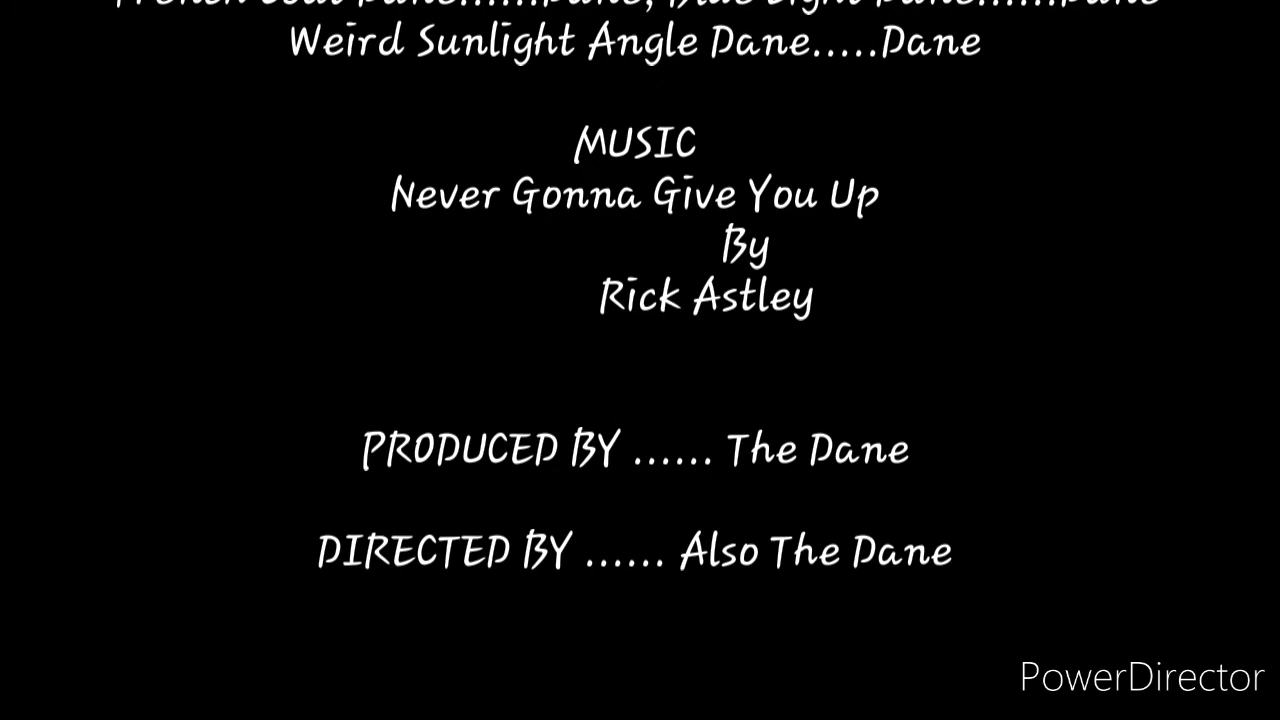 Weird Sunlight Angle Dane.....Dane
MUSIC
Never Gonna Give You Up
By
Rick Astley
PRODUCED BY ...... The Dane
DIRECTED BY ...... Also The Dane
PowerDirector